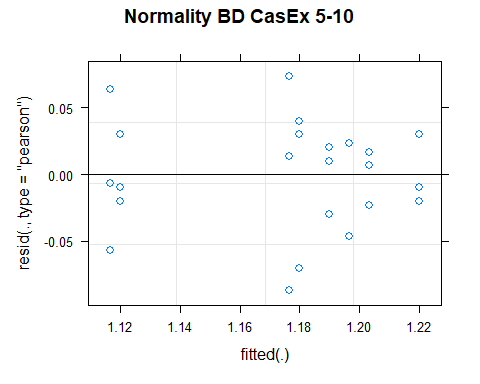 Normality BD CasEx 5-10
resid(., type = "pearson")
0.05
0.00
-0.05
1.12 1.14 1.16 1.18 1.20 1.22
fitted(.)